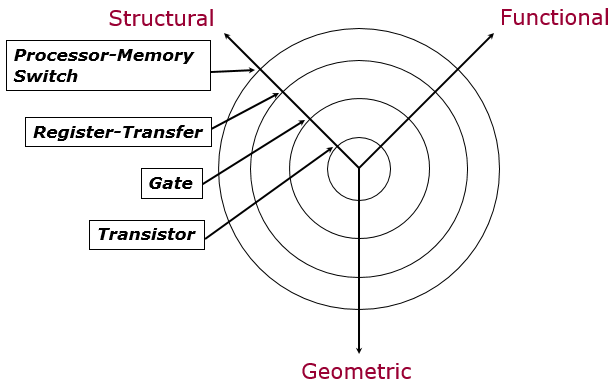 Structural
Functional
Processor-Memory
Switch
Register-Transfer
Gate
Transistor
Geometric